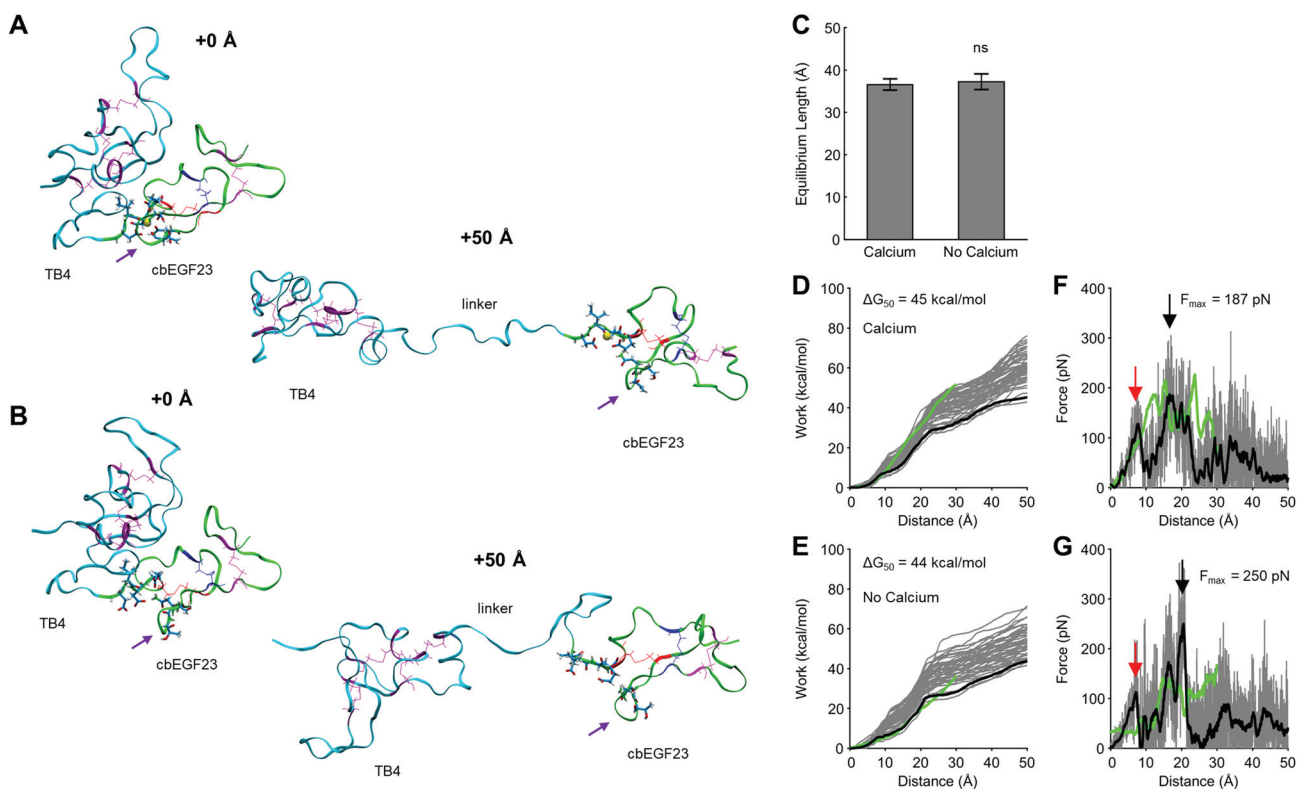 A
+0 Å
TB4
cbEGF23
+50 Å
linker
TB4
cbEGF23
B
+0 Å
TB4
cbEGF23
+50 Å
linker
TB4
cbEGF23
C
50
40
30
20
10
0
Equilibrium Length (Å)
ns
Calcium
No Calcium
D
100
80
60
40
20
0
Work (kcal/mol)
ΔG50 = 45 kcal/mol
Calcium
0 10 20 30 40 50
Distance (Å)
E
100
80
60
40
20
0
Work (kcal/mol)
ΔG50 = 44 kcal/mol
No Calcium
0 10 20 30 40 50
Distance (Å)
F
400
300
200
100
0
Force (pN)
Fmax = 187 pN
0 10 20 30 40 50
Distance (Å)
G
400
300
200
100
0
Force (pN)
Fmax = 250 pN
0 10 20 30 40 50
Distance (Å)